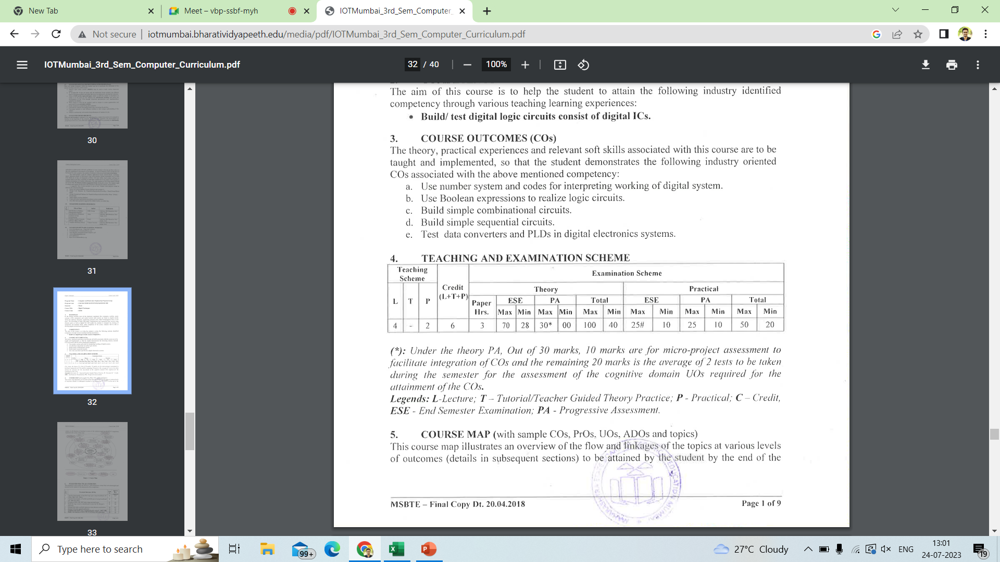 New Tab
Meet – vbp-ssbf-myh
IOTMumbai_3rd_Sem_Computer_
Not secure
iotmumbai.bharatividyapeeth.edu/media/pdf/IOTMumbai_3rd_Sem_Computer_Curriculum.pdf
IOTMumbai_3rd_Sem_Computer_Curriculum.pdf
32 / 40
100%
30
31
32
33
The aim of this course is to help the student to attain the following industry identified
competency through various teaching learning experiences:
• Build/ test digital logic circuits consist of digital ICs.
3. COURSE OUTCOMES (COs)
The theory, practical experiences and relevant soft skills associated with this course are to be
taught and implemented, so that the student demonstrates the following industry oriented
COs associated with the above mentioned competency:
a. Use number system and codes for interpreting working of digital system.
b. Use Boolean expressions to realize logic circuits.
c. Build simple combinational circuits.
d. Build simple sequential circuits.
e. Test data converters and PLDs in digital electronics systems.
4. TEACHING AND EXAMINATION SCHEME
Teaching Scheme
Credit (L+T+P)
Examination Scheme
Theory Practical
L T P
Paper Hrs. ESE PA Total ESE PA Total
Max Min Max Min Max Min Max Min Max Min Max Min
4 - 2 6 3 70 28 30* 00 100 40 25# 10 25 10 50 20
(*): Under the theory PA, Out of 30 marks, 10 marks are for micro-project assessment to
facilitate integration of COs and the remaining 20 marks is the average of 2 tests to be taken
during the semester for the assessment of the cognitive domain UOs required for the
attainment of the COs.
Legends: L-Lecture; T – Tutorial/Teacher Guided Theory Practice; P - Practical; C – Credit,
ESE - End Semester Examination; PA - Progressive Assessment.
5. COURSE MAP (with sample COs, PrOs, UOs, ADOs and topics)
This course map illustrates an overview of the flow and linkages of the topics at various levels
of outcomes (details in subsequent sections) to be attained by the student by the end of the
MSBTE – Final Copy Dt. 20.04.2018
Page 1 of 9
Type here to search
99+
27°C Cloudy
ENG
13:01
24-07-2023
19